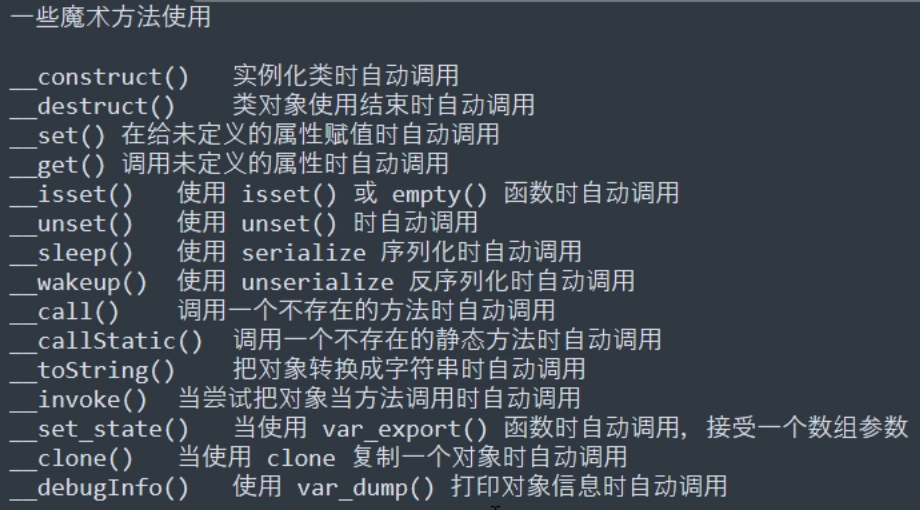 一些魔术方法使用
__construct()   实例化类时自动调用
__destruct()    类对象使用结束时自动调用
__set() 在给未定义的属性赋值时自动调用
__get() 调用未定义的属性时自动调用
__isset()   使用 isset() 或 empty() 函数时自动调用
__unset()   使用 unset() 时自动调用
__sleep()   使用 serialize 序列化时自动调用
__wakeup()  使用 unserialize 反序列化时自动调用
__call()    调用一个不存在的方法时自动调用
__callStatic()  调用一个不存在的静态方法时自动调用
__toString()    把对象转换成字符串时自动调用
__invoke()  当尝试把对象当方法调用时自动调用
__set_state()   当使用 var_export() 函数时自动调用，接受一个数组参数
__clone()   当使用 clone 复制一个对象时自动调用
__debugInfo()   使用 var_dump() 打印对象信息时自动调用